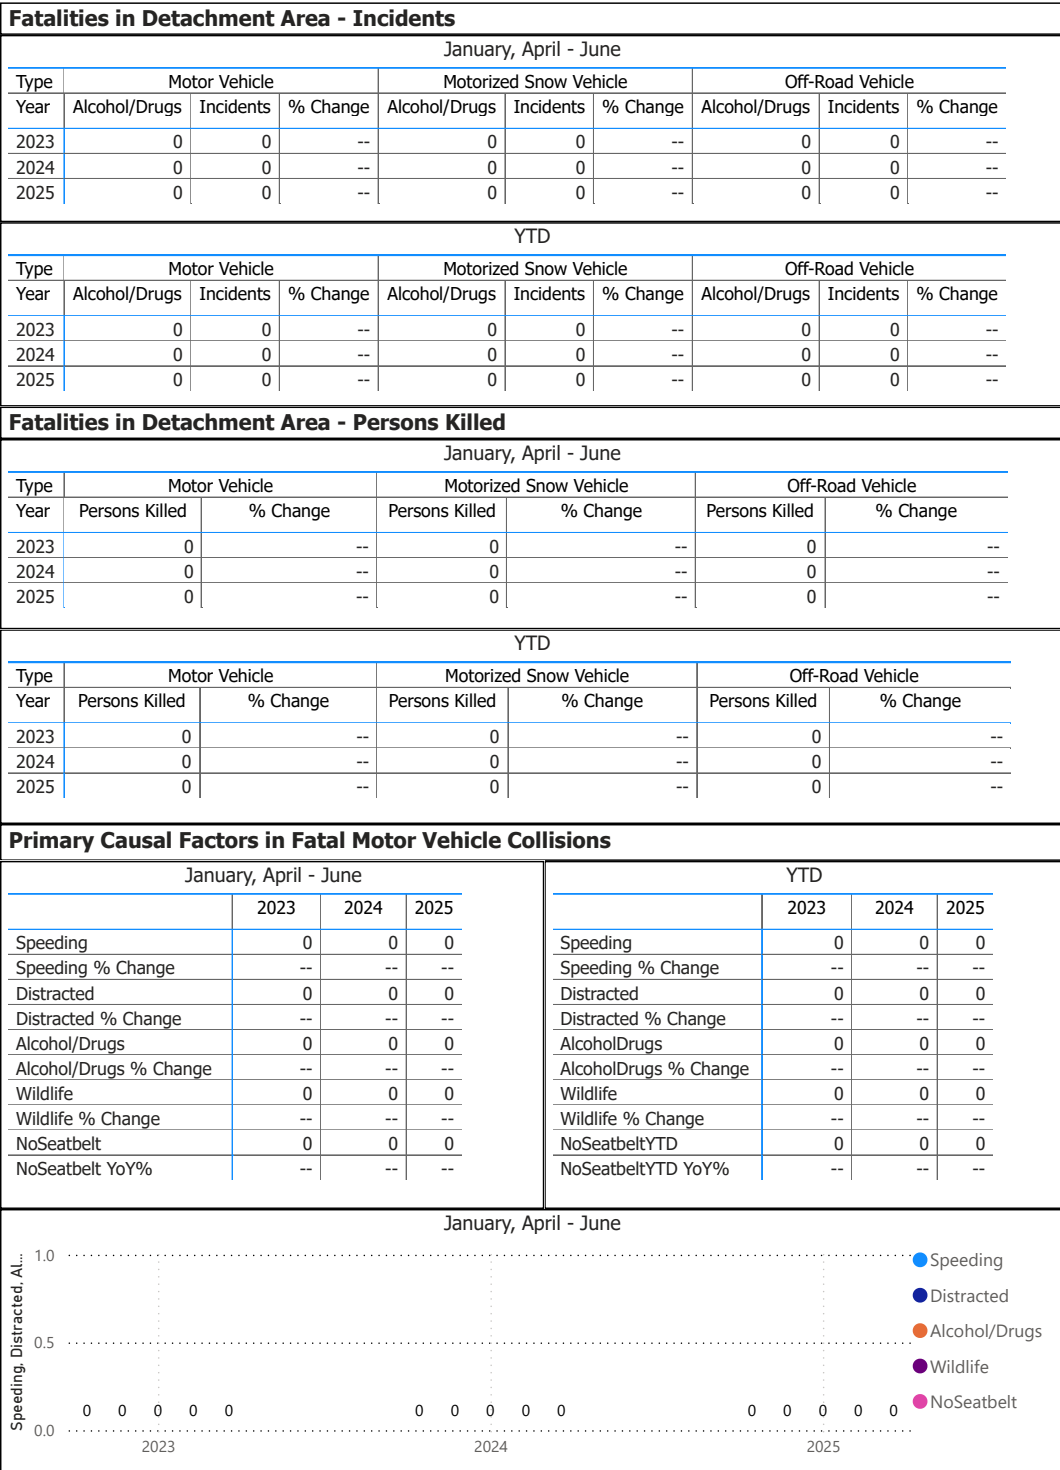 Fatalities in Detachment Area - Incidents
January, April - June
Type Motor Vehicle Motorized Snow Vehicle Off-Road Vehicle
Year Alcohol/Drugs Incidents % Change Alcohol/Drugs Incidents % Change Alcohol/Drugs Incidents % Change
2023 0 0 -- 0 0 -- 0 0 --
2024 0 0 -- 0 0 -- 0 0 --
2025 0 0 -- 0 0 -- 0 0 --
YTD
Type Motor Vehicle Motorized Snow Vehicle Off-Road Vehicle
Year Alcohol/Drugs Incidents % Change Alcohol/Drugs Incidents % Change Alcohol/Drugs Incidents % Change
2023 0 0 -- 0 0 -- 0 0 --
2024 0 0 -- 0 0 -- 0 0 --
2025 0 0 -- 0 0 -- 0 0 --
Fatalities in Detachment Area - Persons Killed
January, April - June
Type Motor Vehicle Motorized Snow Vehicle Off-Road Vehicle
Year Persons Killed % Change Persons Killed % Change Persons Killed % Change
2023 0 -- 0 -- 0 --
2024 0 -- 0 -- 0 --
2025 0 -- 0 -- 0 --
YTD
Type Motor Vehicle Motorized Snow Vehicle Off-Road Vehicle
Year Persons Killed % Change Persons Killed % Change Persons Killed % Change
2023 0 -- 0 -- 0 --
2024 0 -- 0 -- 0 --
2025 0 -- 0 -- 0 --
Primary Causal Factors in Fatal Motor Vehicle Collisions
January, April - June
2023 2024 2025
Speeding 0 0 0
Speeding % Change -- -- --
Distracted 0 0 0
Distracted % Change -- -- --
Alcohol/Drugs 0 0 0
Alcohol/Drugs % Change -- -- --
Wildlife 0 0 0
Wildlife % Change -- -- --
NoSeatbelt 0 0 0
NoSeatbelt YoY% -- -- --
YTD
2023 2024 2025
Speeding 0 0 0
Speeding % Change -- -- --
Distracted 0 0 0
Distracted % Change -- -- --
AlcoholDrugs 0 0 0
AlcoholDrugs % Change -- -- --
Wildlife 0 0 0
Wildlife % Change -- -- --
NoSeatbeltYTD 0 0 0
NoSeatbeltYTD YoY% -- -- --
January, April - June
Speeding, Distracted, Al...
1.0
0.5
0.0
0 0 0 0 0 0 0 0 0 0 0 0 0 0 0
2023 2024 2025
Speeding
Distracted
Alcohol/Drugs
Wildlife
NoSeatbelt